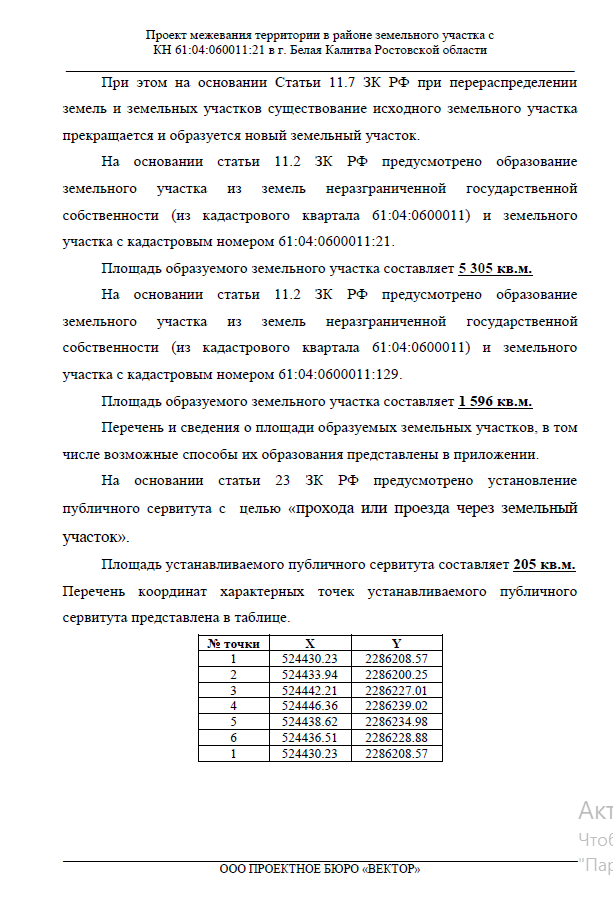 Проект межевания территории в районе земельного участка с
КН 61:04:060011:21 в г. Белая Калитва Ростовской области
При этом на основании Статьи 11.7 ЗК РФ при перераспределении
земель и земельных участков существование исходного земельного участка
прекращается и образуется новый земельный участок.
На основании статьи 11.2 ЗК РФ предусмотрено образование
земельного участка из земель неразграниченной государственной
собственности (из кадастрового квартала 61:04:0600011) и земельного
участка с кадастровым номером 61:04:0600011:21.
Площадь образуемого земельного участка составляет 5 305 кв.м.
На основании статьи 11.2 ЗК РФ предусмотрено образование
земельного участка из земель неразграниченной государственной
собственности (из кадастрового квартала 61:04:0600011) и земельного
участка с кадастровым номером 61:04:0600011:129.
Площадь образуемого земельного участка составляет 1 596 кв.м.
Перечень и сведения о площади образуемых земельных участков, в том
числе возможные способы их образования представлены в приложении.
На основании статьи 23 ЗК РФ предусмотрено установление
публичного сервитута с целью «прохода или проезда через земельный
участок».
Площадь устанавливаемого публичного сервитута составляет 205 кв.м.
Перечень координат характерных точек устанавливаемого публичного
сервитута представлена в таблице.
№ точки X Y
1 524430.23 2286208.57
2 524433.94 2286200.25
3 524442.21 2286227.01
4 524446.36 2286239.02
5 524438.62 2286234.98
6 524436.51 2286228.88
1 524430.23 2286208.57
ООО ПРОЕКТНОЕ БЮРО «ВЕКТОР»